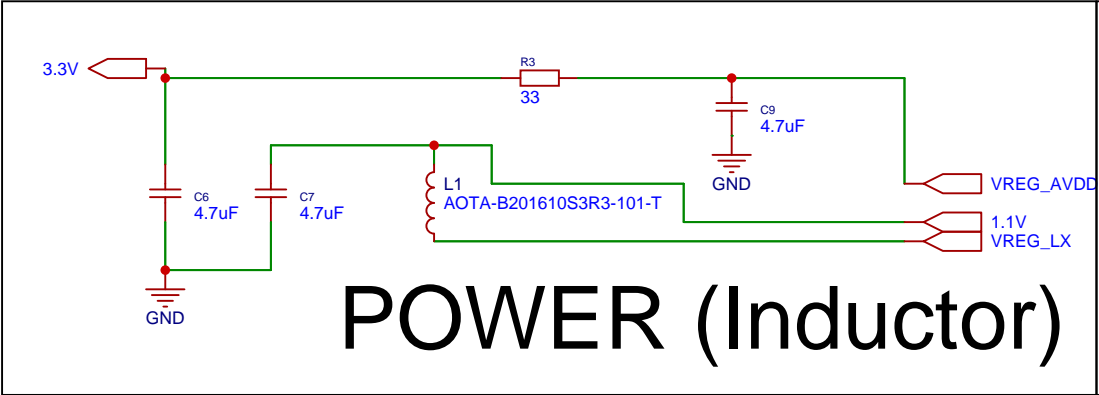 3.3V
R3
33
C9
4.7uF
GND
VREG_AVDD
C6
4.7uF
C7
4.7uF
L1
AOTA-B201610S3R3-101-T
1.1V
VREG_LX
GND
POWER (Inductor)